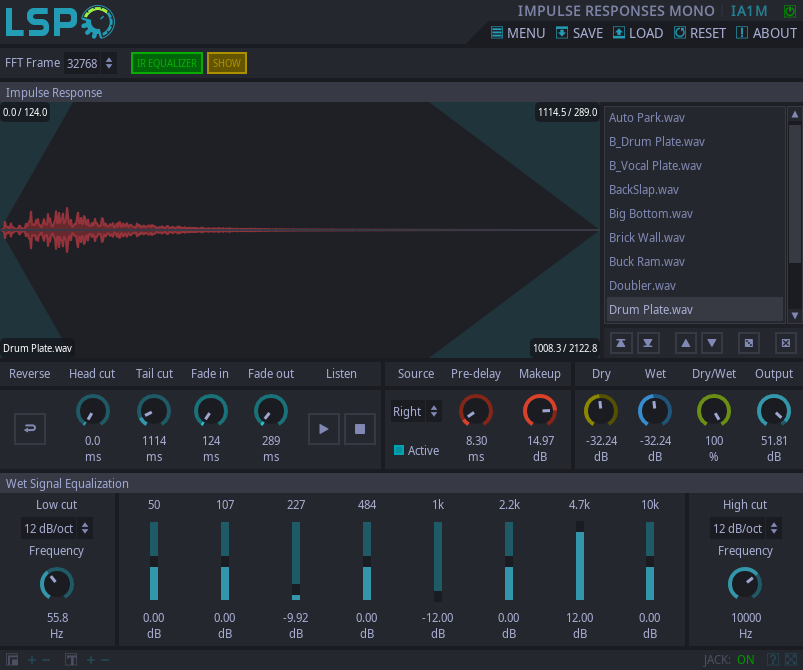 LSP
IMPULSE RESPONSES MONO IA1M
MENU SAVE LOAD RESET ABOUT
FFT Frame 32768 IR EQUALIZER SHOW
Impulse Response
0.0 / 124.0 1114.5 / 289.0
Auto Park.wav
B_Drum Plate.wav
B_Vocal Plate.wav
BackSlap.wav
Big Bottom.wav
Brick Wall.wav
Buck Ram.wav
Doubler.wav
Drum Plate.wav
Drum Plate.wav 1008.3 / 2122.8
Reverse Head cut Tail cut Fade in Fade out Listen Source Pre-delay Makeup Dry Wet Dry/Wet Output
Right
0.0 1114 124 289 Active 8.30 14.97 -32.24 -32.24 100 51.81
ms ms ms ms ms dB dB dB % dB
Wet Signal Equalization
Low cut 50 107 227 484 1k 2.2k 4.7k 10k High cut
12 dB/oct 12 dB/oct
Frequency Frequency
55.8 0.00 0.00 -9.92 0.00 -12.00 0.00 12.00 0.00 10000
Hz dB dB dB dB dB dB dB dB Hz
JACK: ON